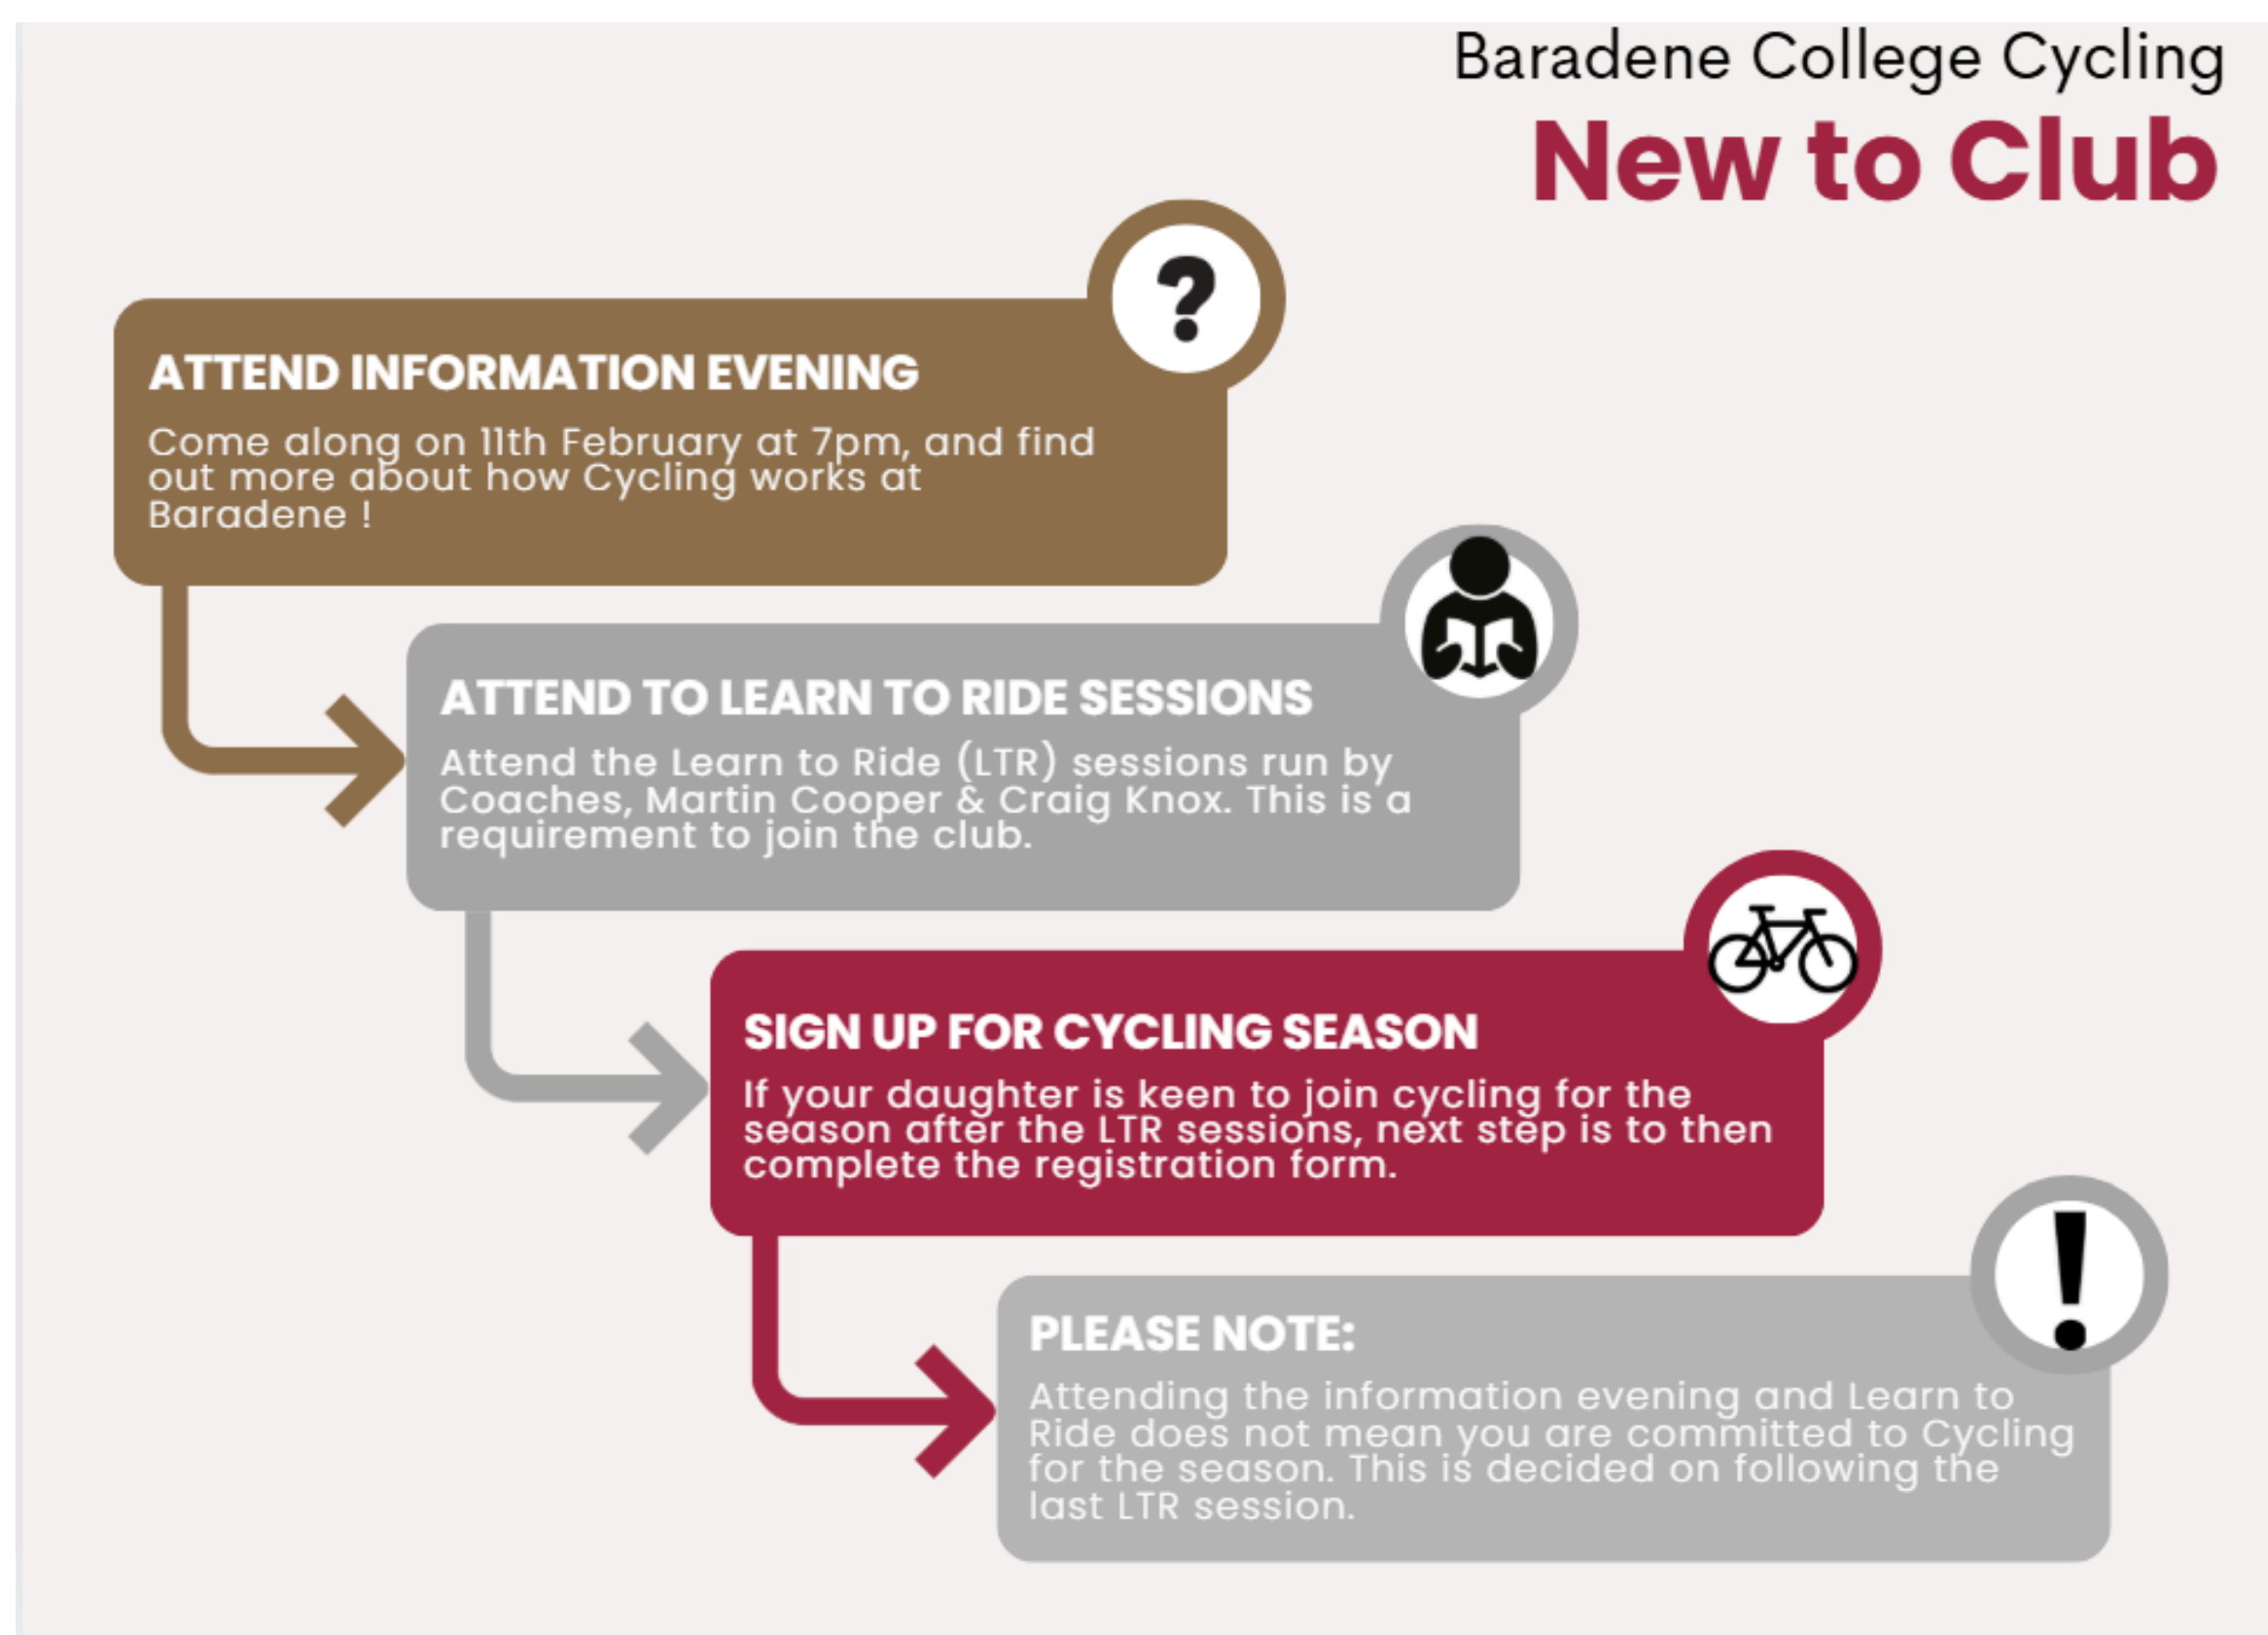 Baradene College Cycling
New to Club
?
ATTEND INFORMATION EVENING
Come along on 11th February at 7pm, and find
out more about how Cycling works at
Baradene !
ATTEND TO LEARN TO RIDE SESSIONS
Attend the Learn to Ride (LTR) sessions run by
Coaches, Martin Cooper & Craig Knox. This is a
requirement to join the club.
SIGN UP FOR CYCLING SEASON
If your daughter is keen to join cycling for the
season after the LTR sessions, next step is to then
complete the registration form.
!
PLEASE NOTE:
Attending the information evening and Learn to
Ride does not mean you are committed to Cycling
for the season. This is decided on following the
last LTR session.